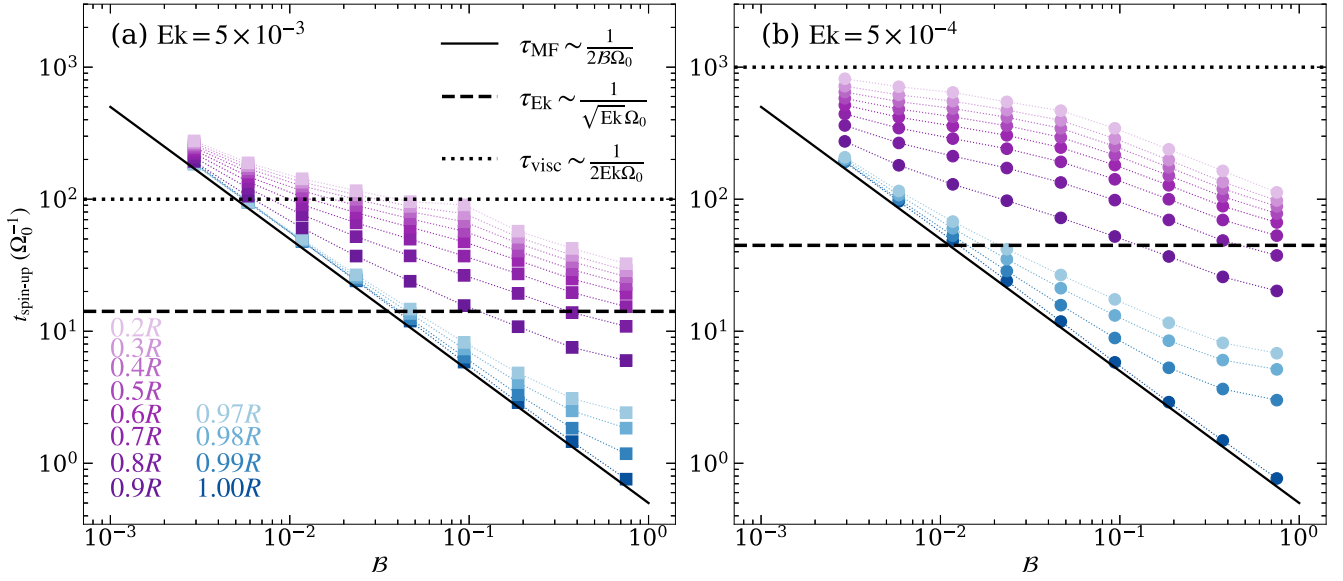 (a) Ek = 5 × 10⁻³
τ_MF ∼ 1/(2ℬΩ₀)
τ_Ek ∼ 1/(√Ek Ω₀)
τ_visc ∼ 1/(2EkΩ₀)
(b) Ek = 5 × 10⁻⁴
t_spin-up (Ω₀⁻¹)
10³
10²
10¹
10⁰
0.2R
0.3R
0.4R
0.5R
0.6R
0.7R
0.8R
0.9R
0.97R
0.98R
0.99R
1.00R
10⁻³ 10⁻² 10⁻¹ 10⁰
ℬ
10³
10²
10¹
10⁰
10⁻³ 10⁻² 10⁻¹ 10⁰
ℬ